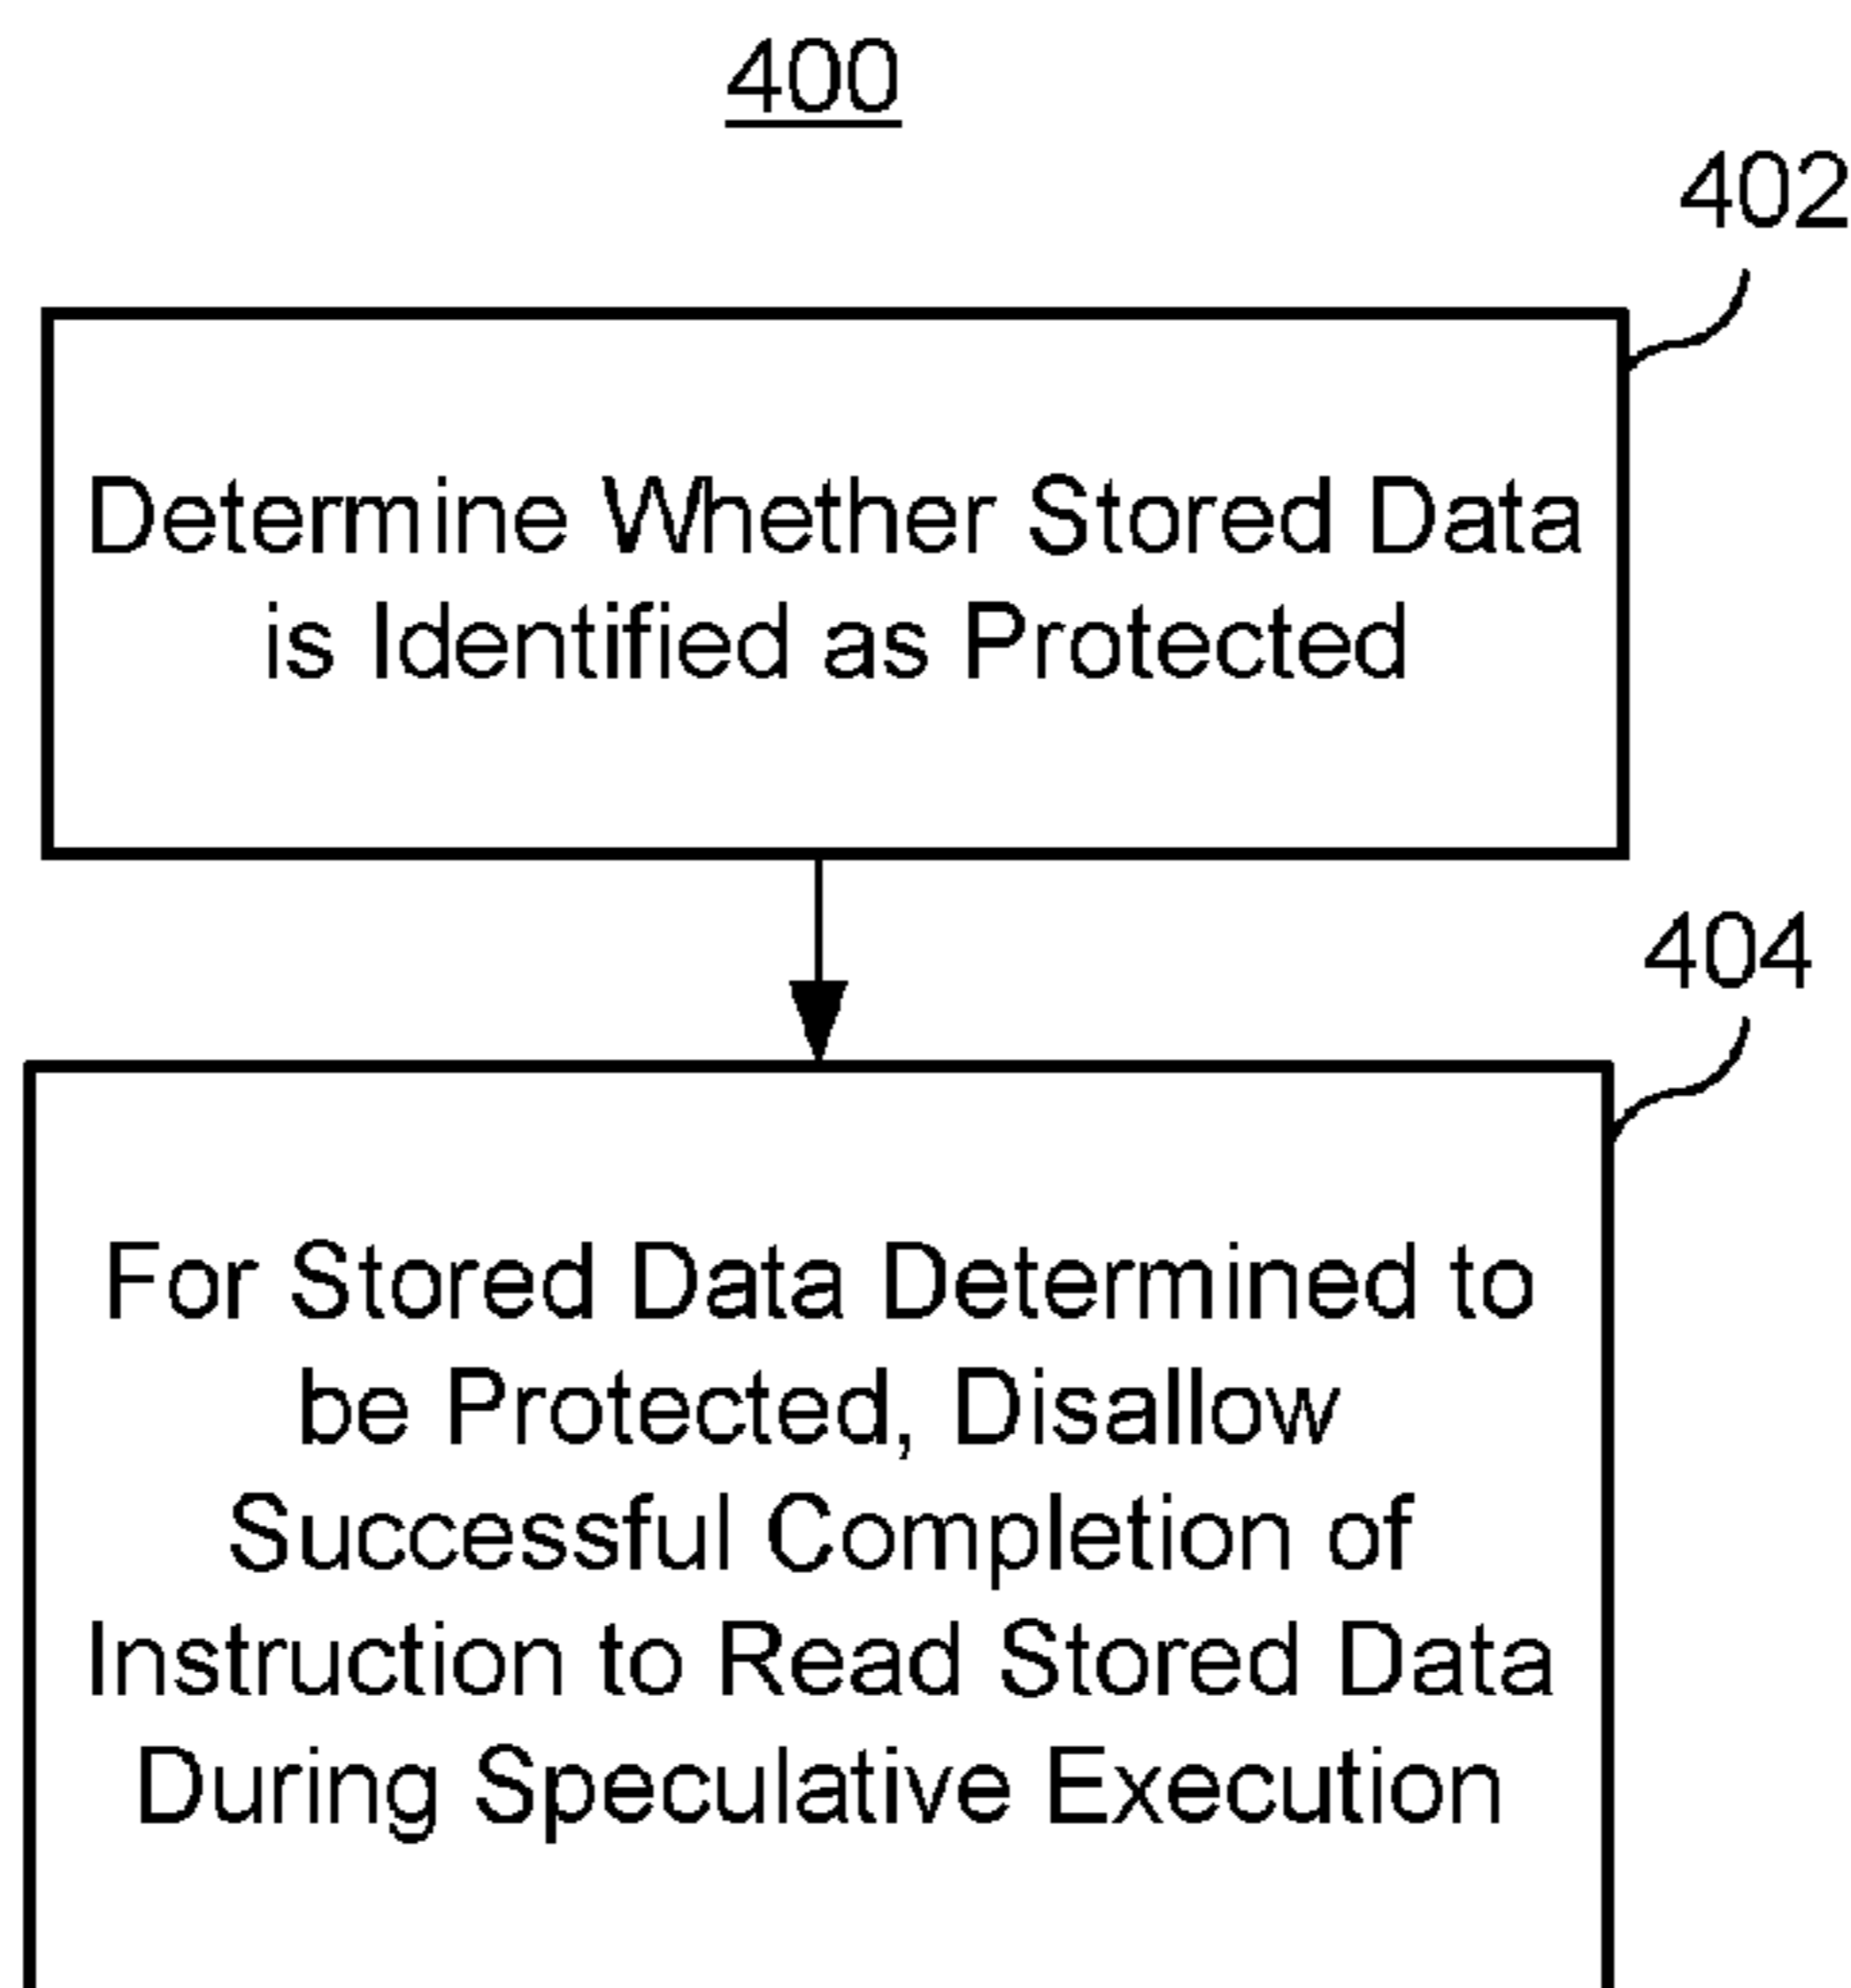 400
402
Determine Whether Stored Data
is Identified as Protected
404
For Stored Data Determined to
be Protected, Disallow
Successful Completion of
Instruction to Read Stored Data
During Speculative Execution